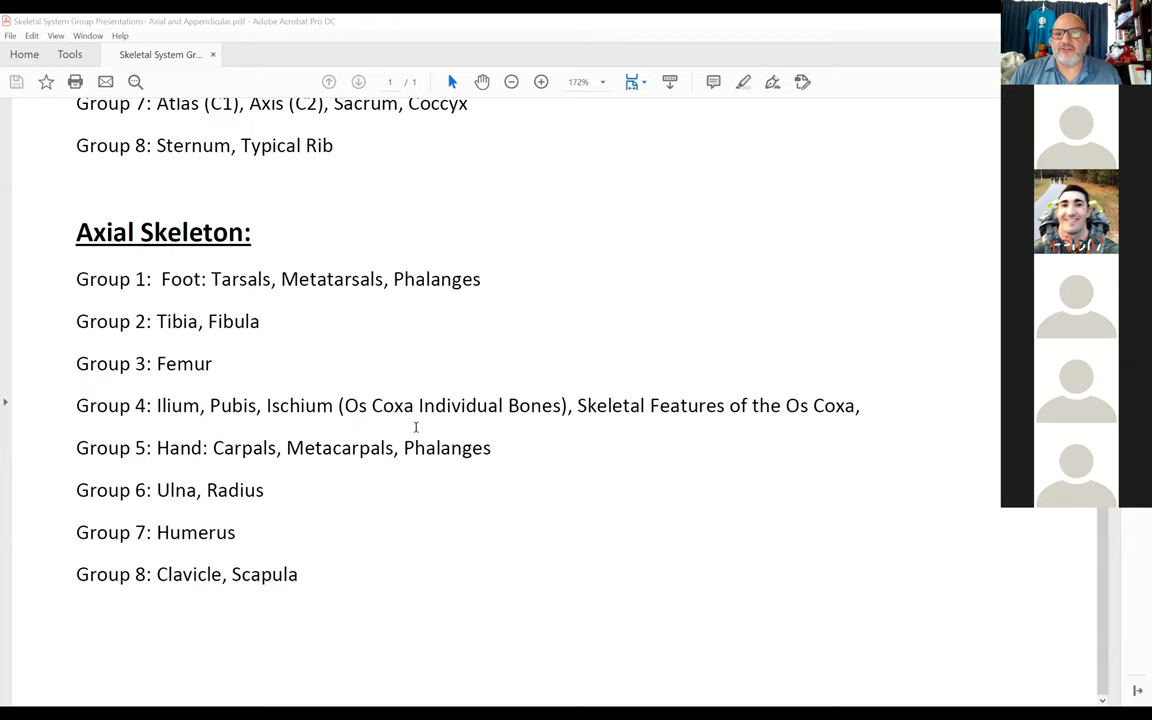 Skeletal System Group Presentations- Axial and Appendicular.pdf - Adobe Acrobat Pro DC
File Edit View Window Help
Home Tools Skeletal System Gr... ×
1 / 1 172%
Group 7: Atlas (C1), Axis (C2), Sacrum, Coccyx
Group 8: Sternum, Typical Rib
Axial Skeleton:
Group 1:  Foot: Tarsals, Metatarsals, Phalanges
Group 2: Tibia, Fibula
Group 3: Femur
Group 4: Ilium, Pubis, Ischium (Os Coxa Individual Bones), Skeletal Features of the Os Coxa,
Group 5: Hand: Carpals, Metacarpals, Phalanges
Group 6: Ulna, Radius
Group 7: Humerus
Group 8: Clavicle, Scapula